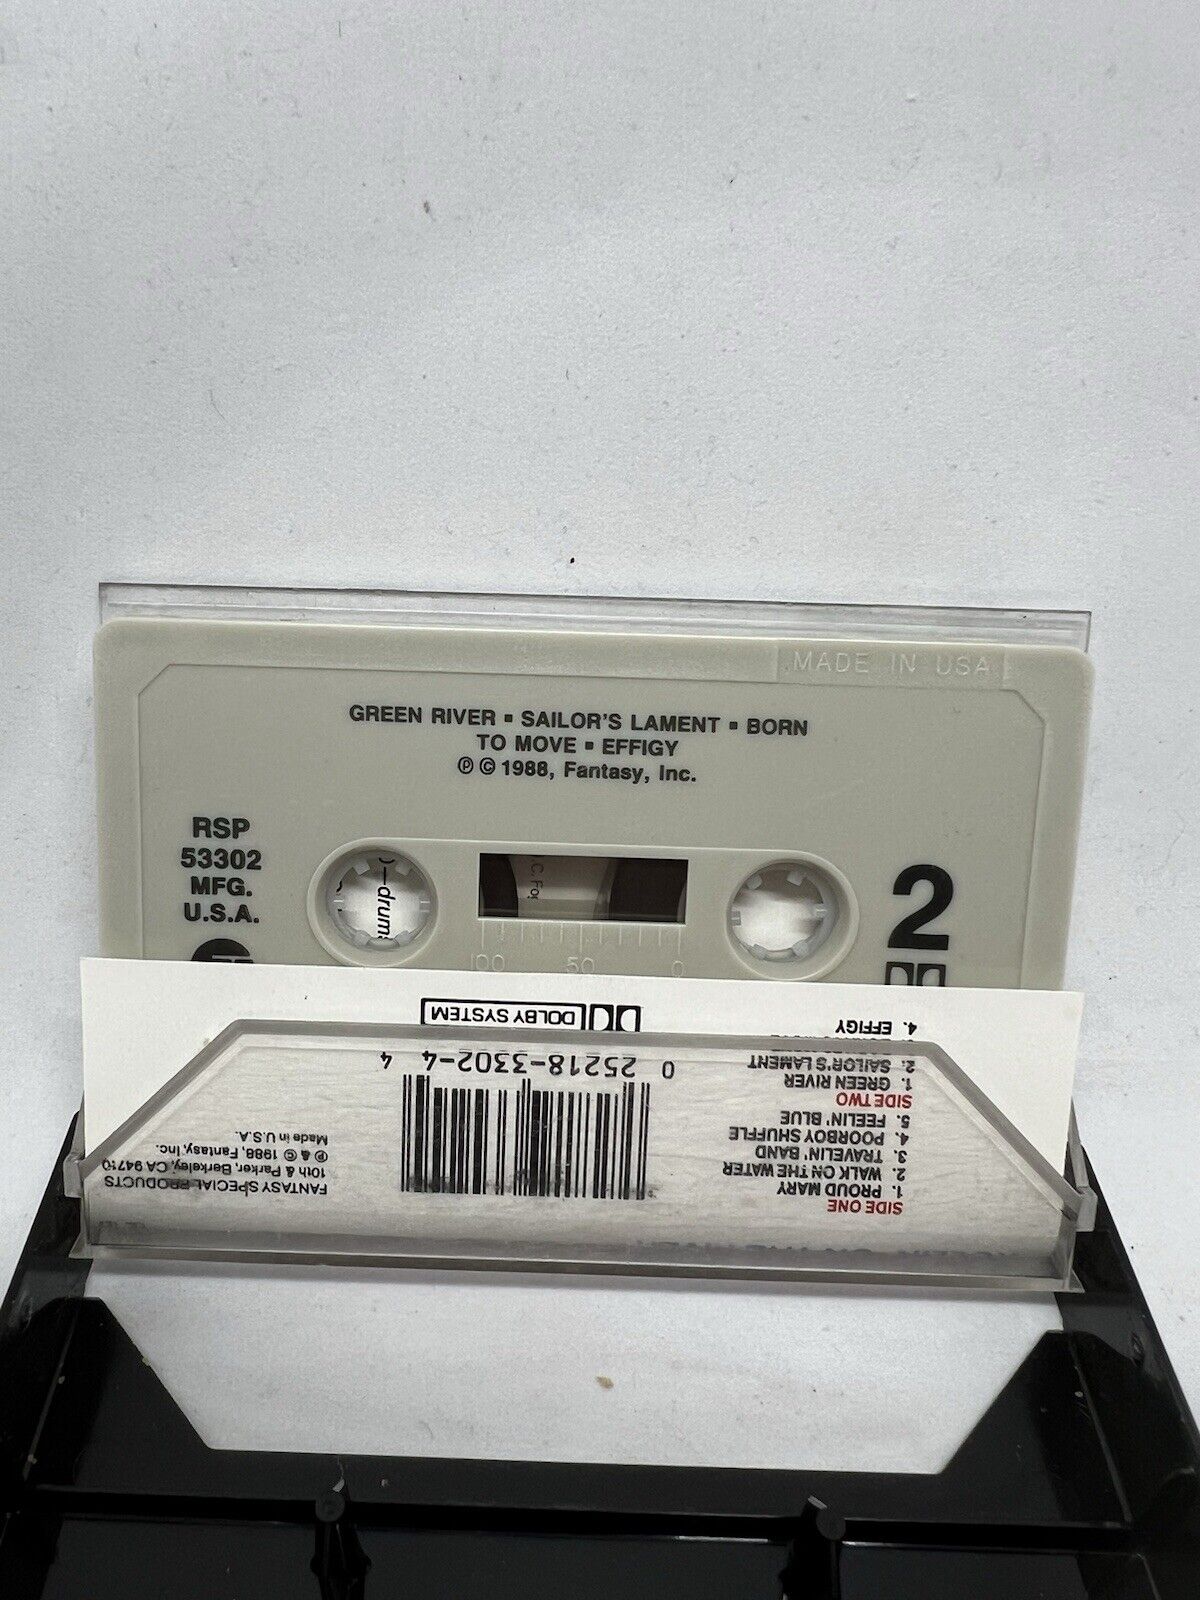 MADE IN USA
GREEN RIVER ▪ SAILOR'S LAMENT ▪ BORN
TO MOVE ▪ EFFIGY
℗ © 1988, Fantasy, Inc.
RSP
53302
MFG.
U.S.A.
2
)—drums
C. Fog
100 50 0
DOLBY SYSTEM
SIDE ONE
1. PROUD MARY
2. WALK ON THE WATER
3. TRAVELIN' BAND
4. POORBOY SHUFFLE
5. FEELIN' BLUE
SIDE TWO
1. GREEN RIVER
2. SAILOR'S LAMENT
4. EFFIGY
0 25218-3302-4 4
FANTASY SPECIAL PRODUCTS
10th & Parker, Berkeley, CA 94710
℗ & © 1988, Fantasy, Inc.
Made in U.S.A.